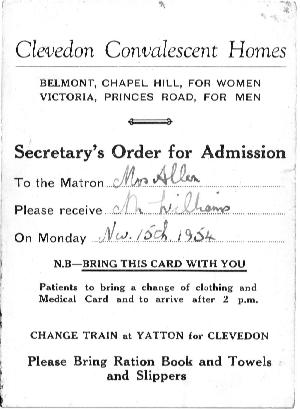 Clevedon Convalescent Homes
BELMONT, CHAPEL HILL, FOR WOMEN
VICTORIA, PRINCES ROAD, FOR MEN
Secretary's Order for Admission
To the Matron Mrs Allen
Please receive Mr Williams
On Monday Nov. 15th. 1954
N.B—BRING THIS CARD WITH YOU
Patients to bring a change of clothing and
Medical Card and to arrive after 2 p.m.
CHANGE TRAIN at YATTON for CLEVEDON
Please Bring Ration Book and Towels
and Slippers